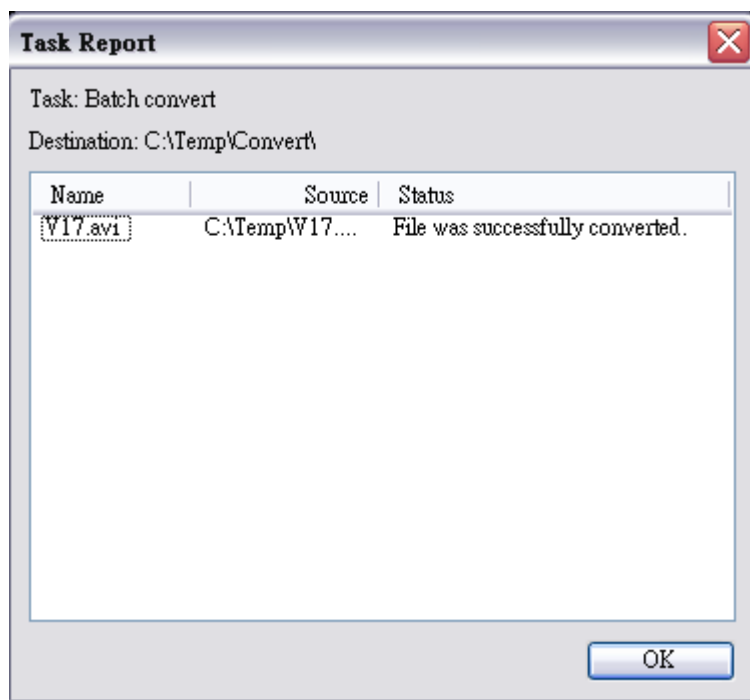 Task Report
Task: Batch convert
Destination: C:\Temp\Convert\
Name Source Status
V17.avi C:\Temp\V17.... File was successfully converted.
OK